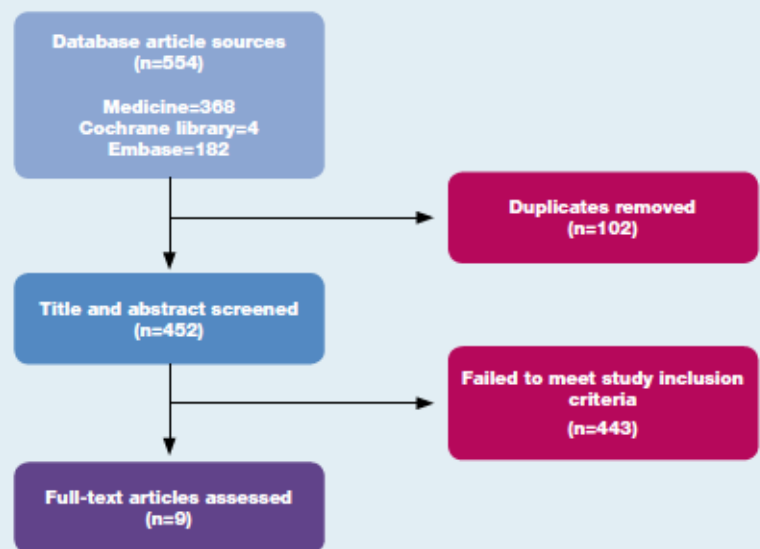 Database article sources
(n=554)
Medicine=368
Cochrane library=4
Embase=182
Duplicates removed
(n=102)
Title and abstract screened
(n=452)
Failed to meet study inclusion
criteria
(n=443)
Full-text articles assessed
(n=9)